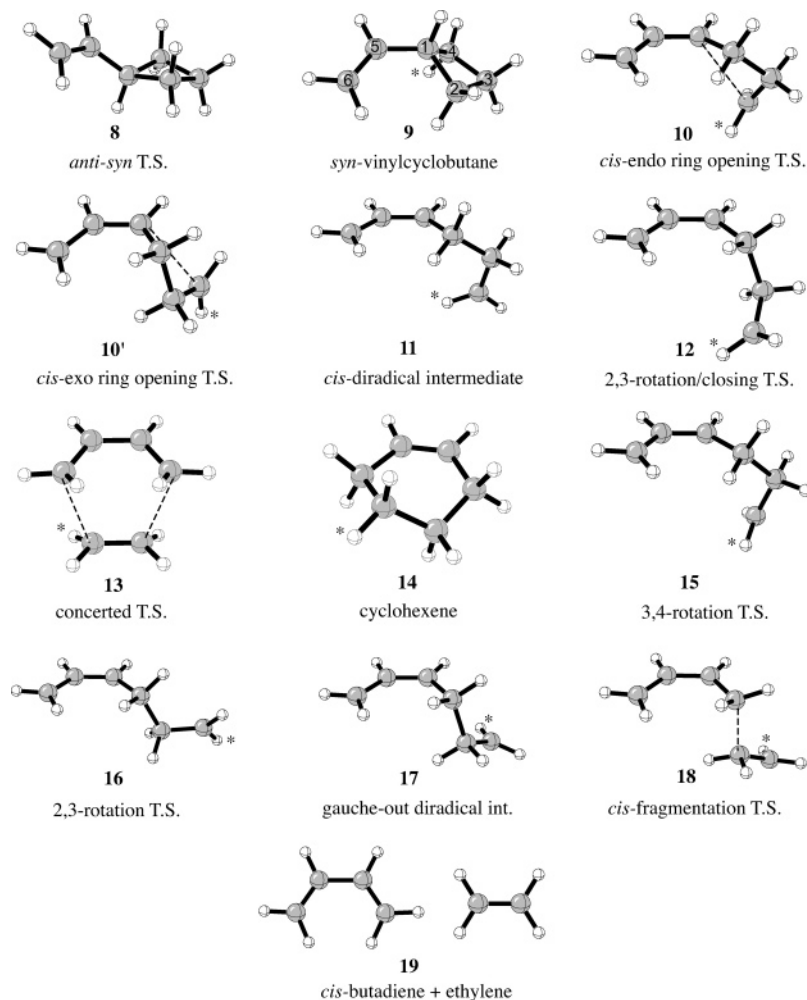 5
1
4
6
2
3
*
*
8
9
10
anti-syn T.S.
syn-vinylcyclobutane
cis-endo ring opening T.S.
*
*
*
10'
11
12
cis-exo ring opening T.S.
cis-diradical intermediate
2,3-rotation/closing T.S.
*
*
*
13
14
15
concerted T.S.
cyclohexene
3,4-rotation T.S.
*
*
*
16
17
18
2,3-rotation T.S.
gauche-out diradical int.
cis-fragmentation T.S.
19
cis-butadiene + ethylene